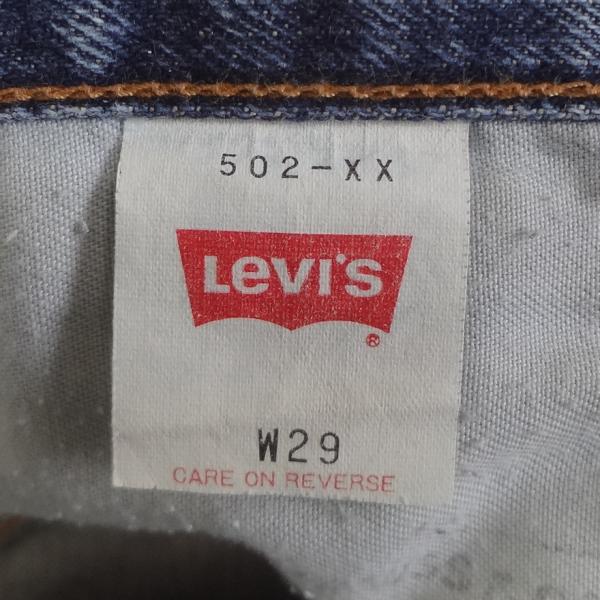 502-XX
Levi's
®
W29
CARE ON REVERSE